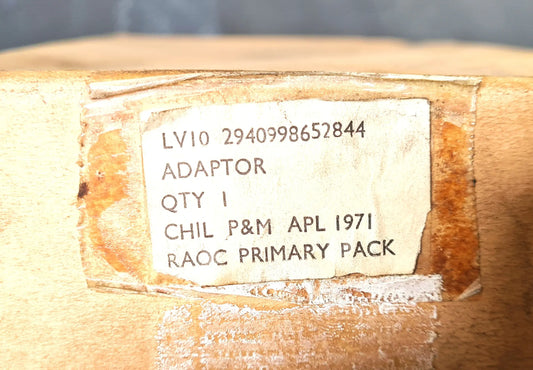 LV10 2940998652844
ADAPTOR
QTY 1
CHIL P&M APL 1971
RAOC PRIMARY PACK